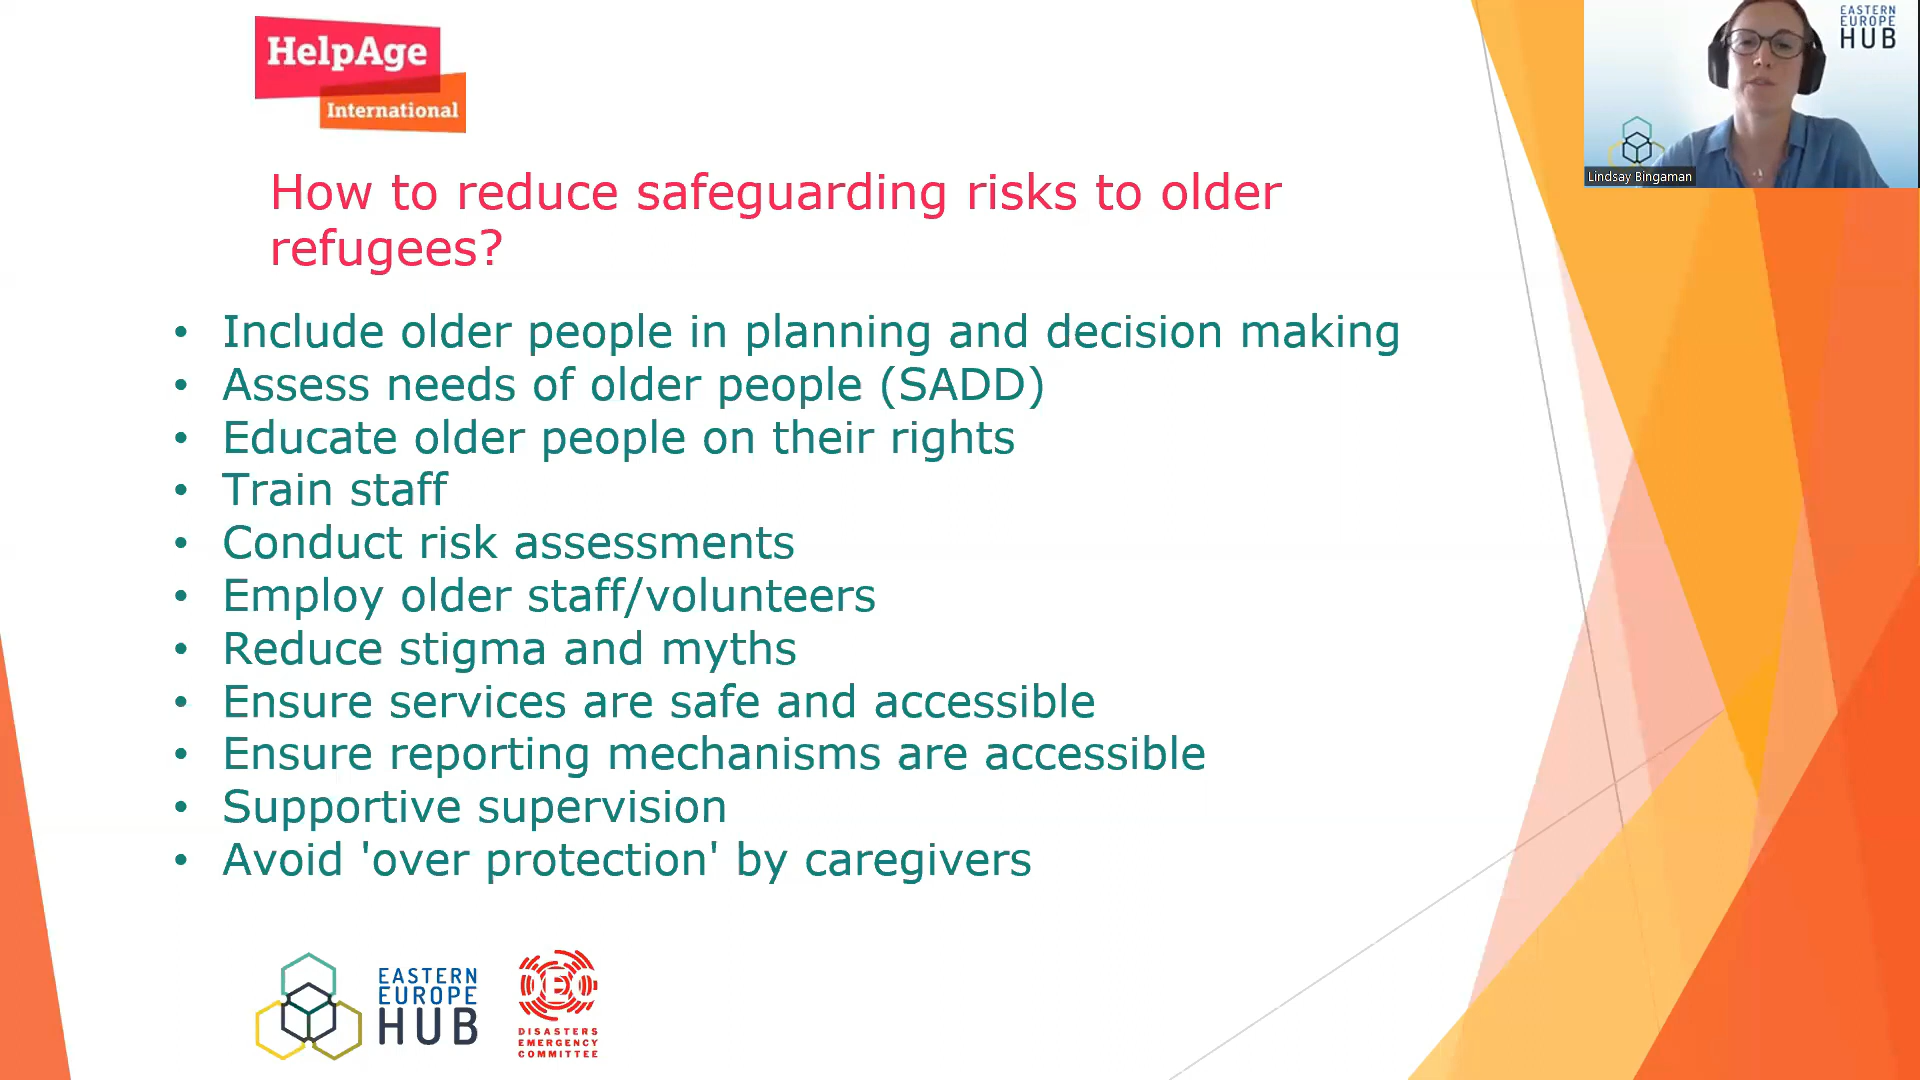 HelpAge
International
EASTERN
EUROPE
HUB
Lindsay Bingaman
How to reduce safeguarding risks to older
refugees?
• Include older people in planning and decision making
• Assess needs of older people (SADD)
• Educate older people on their rights
• Train staff
• Conduct risk assessments
• Employ older staff/volunteers
• Reduce stigma and myths
• Ensure services are safe and accessible
• Ensure reporting mechanisms are accessible
• Supportive supervision
• Avoid 'over protection' by caregivers
EASTERN
EUROPE
HUB
DEC
DISASTERS
EMERGENCY
COMMITTEE